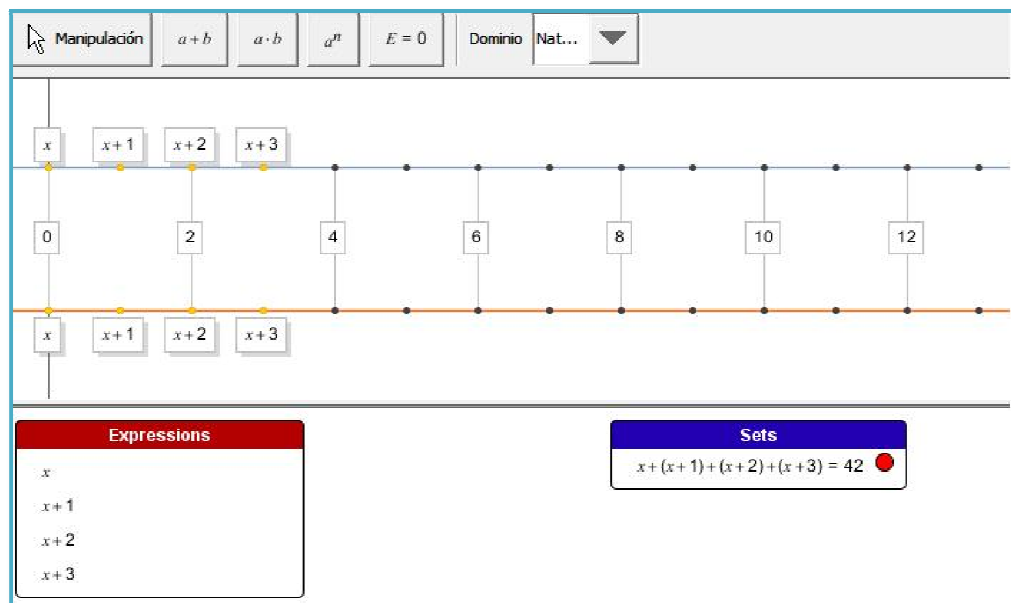 Manipulación a + b a · b aⁿ E = 0 Dominio Nat...
x x + 1 x + 2 x + 3
0 2 4 6 8 10 12
x x + 1 x + 2 x + 3
Expressions
x
x + 1
x + 2
x + 3
Sets
x + (x + 1) + (x + 2) + (x + 3) = 42